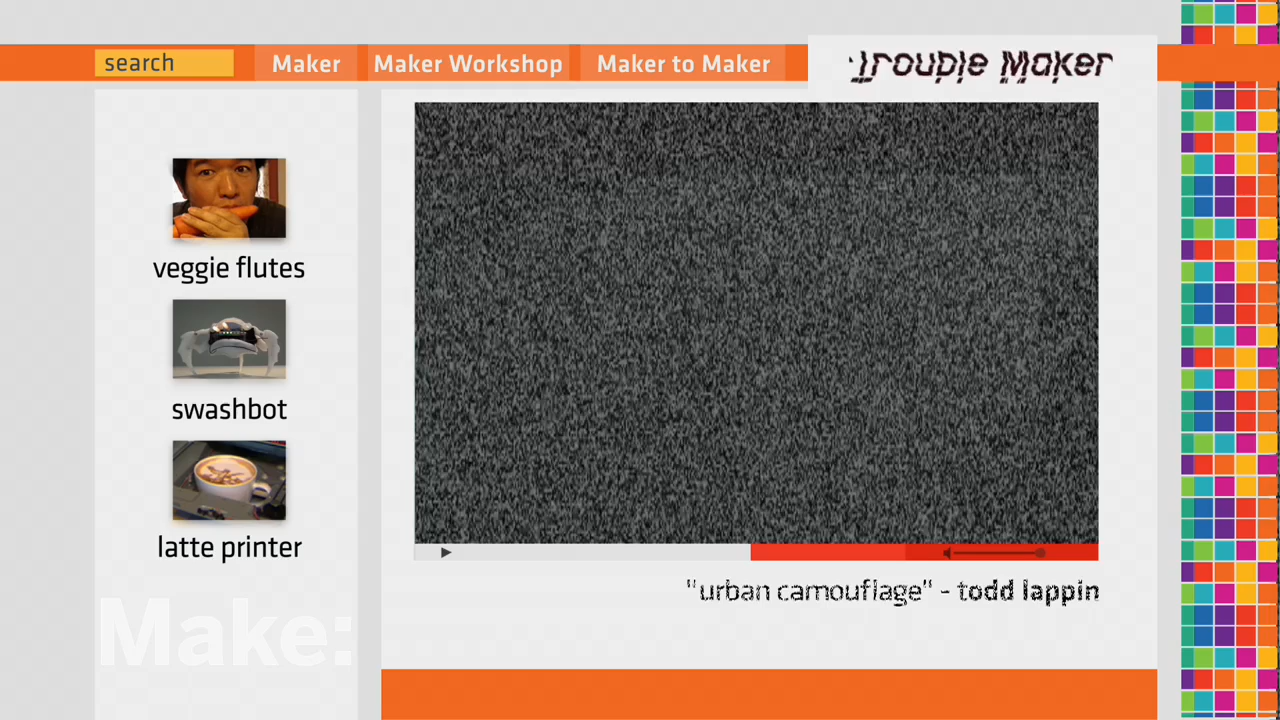 search
Maker
Maker Workshop
Maker to Maker
Trouble Maker
veggie flutes
swashbot
latte printer
"urban camouflage" - todd lappin
Make: